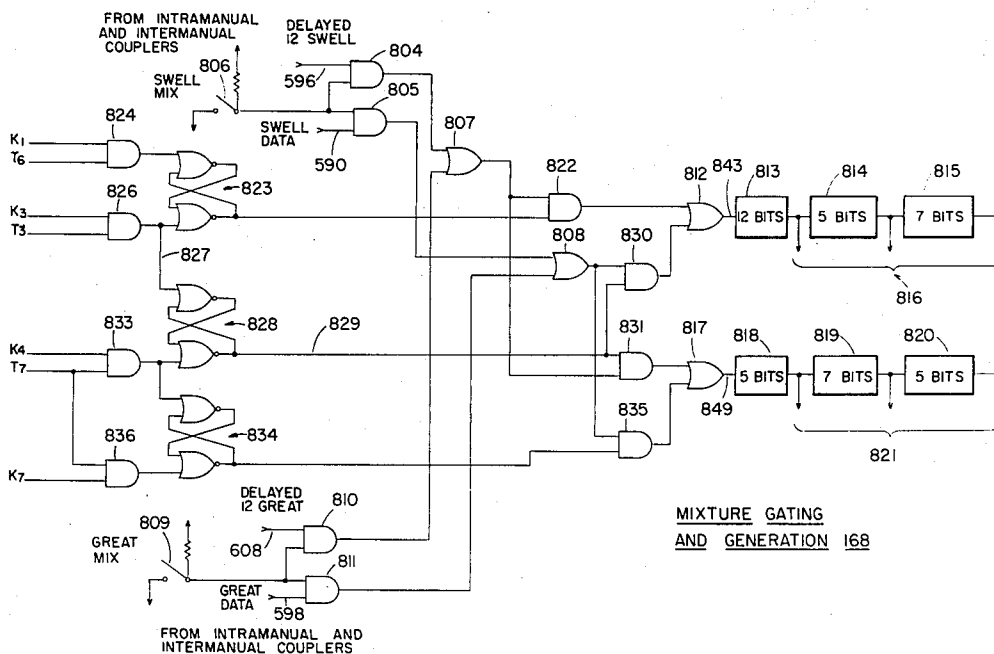 FROM INTRAMANUAL
AND INTERMANUAL
COUPLERS
DELAYED
12 SWELL
804
596
806
SWELL
MIX
805
SWELL
DATA
590
807
824
K1
T6
823
826
K3
T3
827
822
812
843
813
12 BITS
814
5 BITS
815
7 BITS
816
808
830
828
829
833
K4
T7
831
817
818
5 BITS
819
7 BITS
820
5 BITS
849
821
835
834
836
K7
DELAYED
12 GREAT
810
608
809
GREAT
MIX
811
GREAT
DATA
598
FROM INTRAMANUAL AND
INTERMANUAL COUPLERS
MIXTURE GATING
AND GENERATION 168